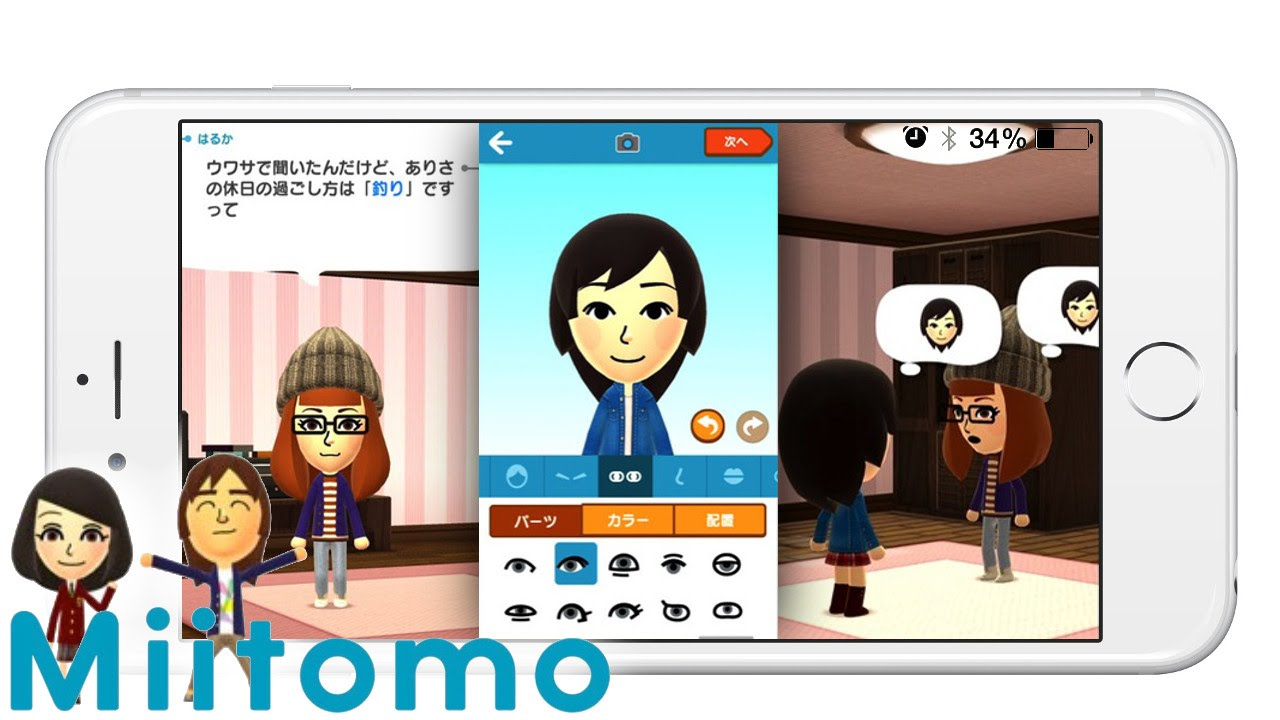 はるか
ウワサで聞いたんだけど、ありさ
の休日の過ごし方は「釣り」です
って
次へ
34%
パーツ
カラー
配置
Miitomo